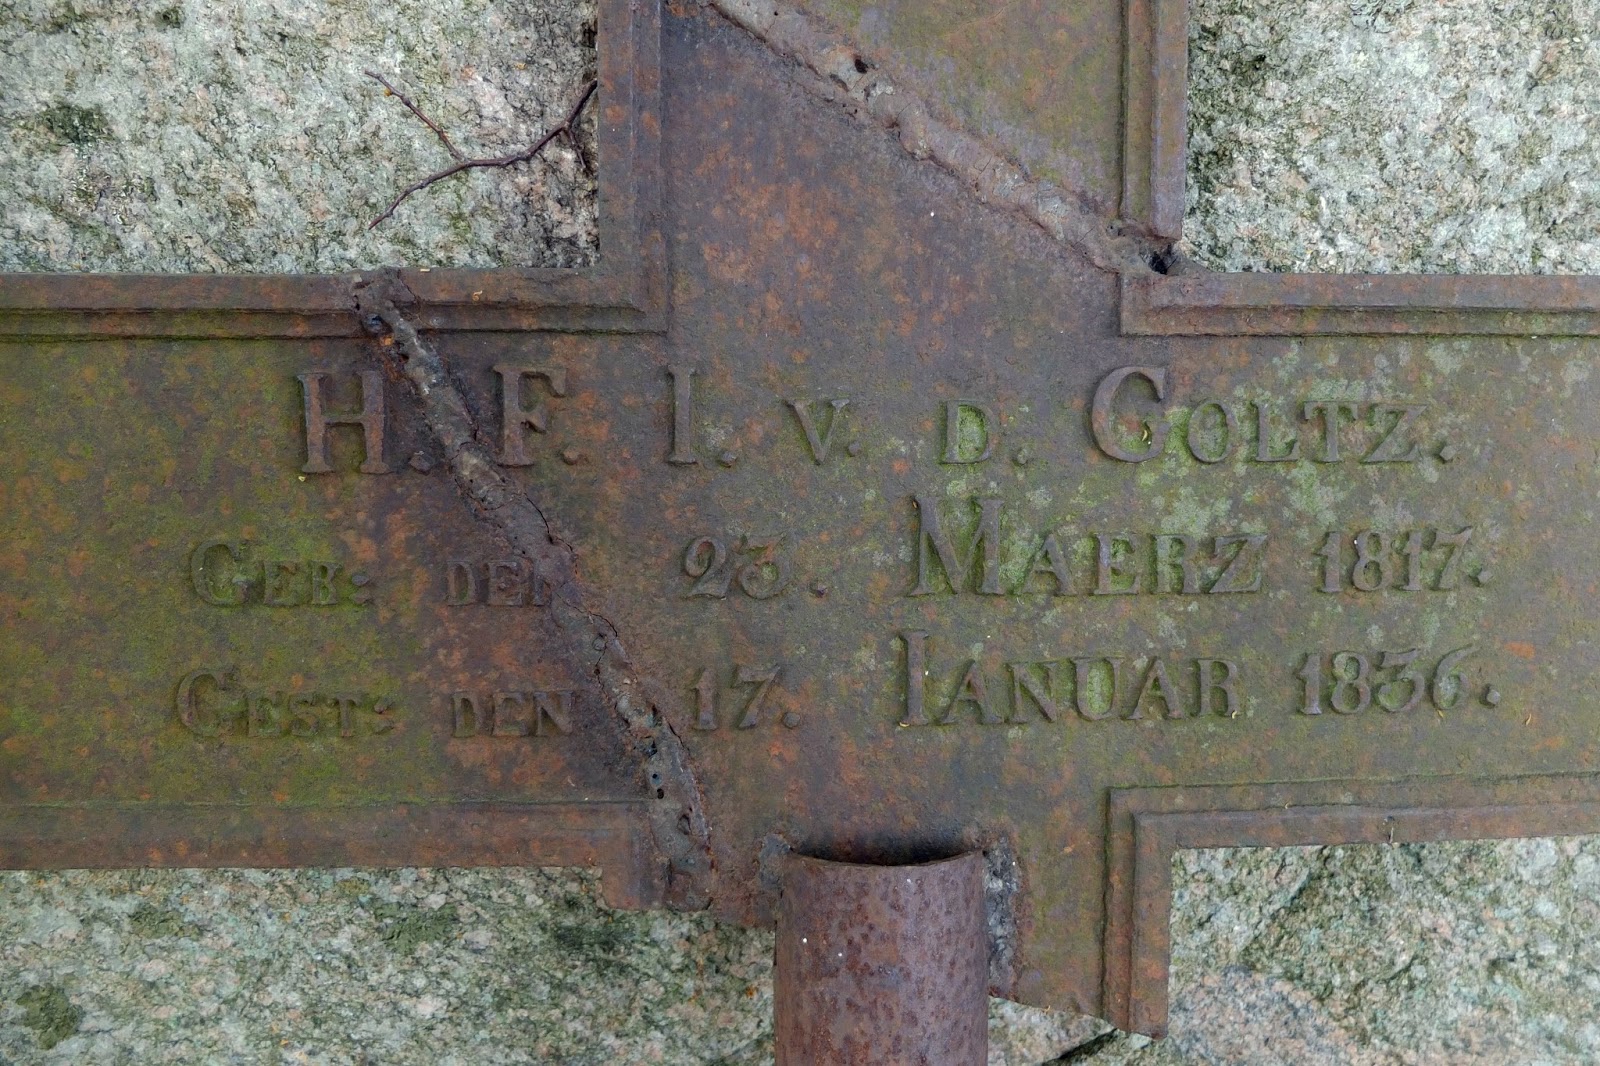 H. F. I. v. d. Goltz.
Geb: den 23. Maerz 1817.
Gest: den 17. Ianuar 1836.